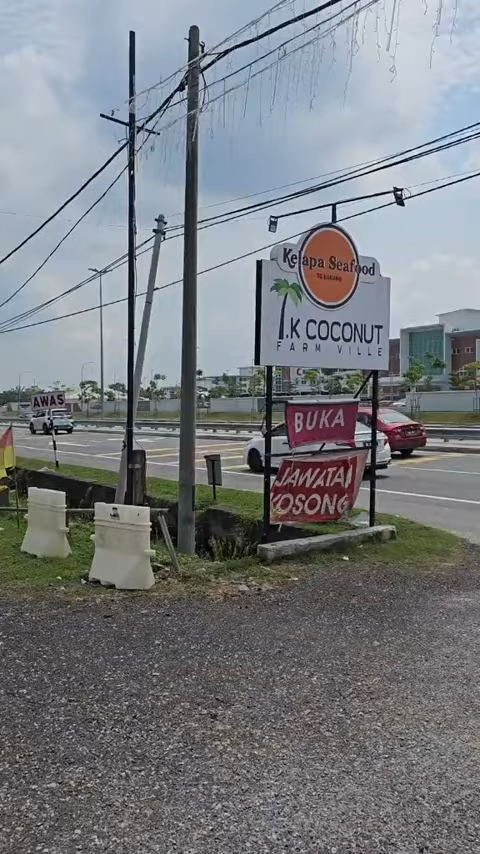 AWAS
Kelapa Seafood
I.K COCONUT
FARM VILLE
BUKA
JAWATAN
KOSONG